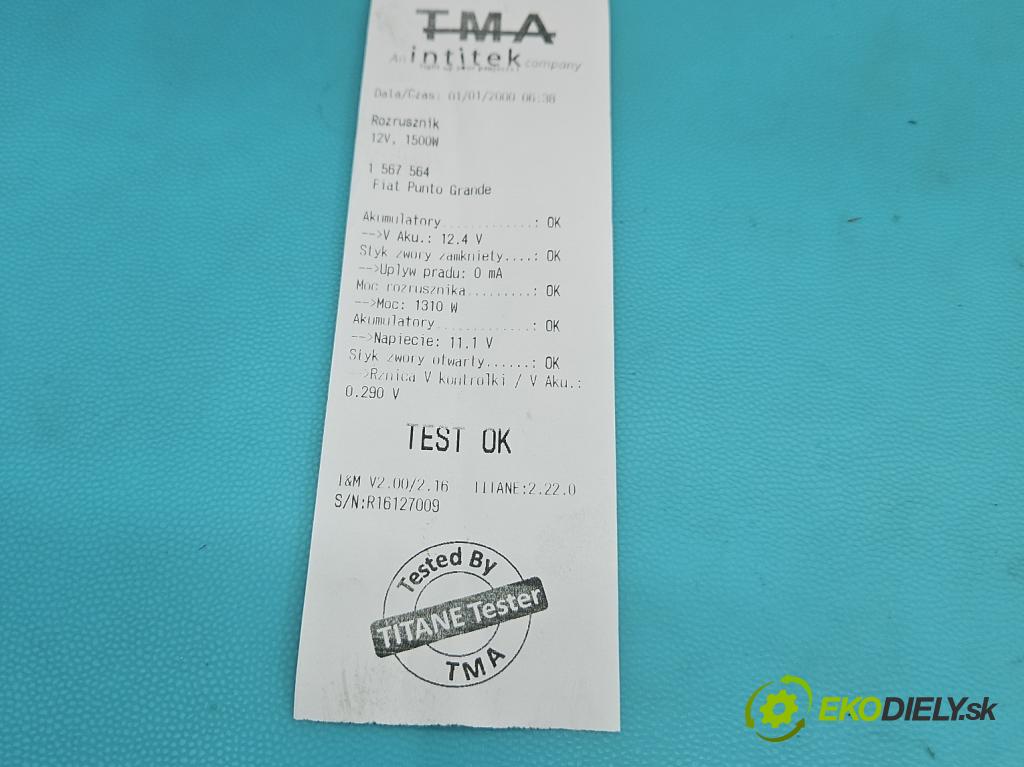 TMA
An intitek company
Data/Czas: 01/01/2000 06:38
Rozrusznik
12V, 1500W
1 567 564
Fiat Punto Grande
Akumulatory.............: OK
-->V Aku.: 12.4 V
Styk zwory zamkniety....: OK
-->Uplyw pradu: 0 mA
Moc rozrusznika.........: OK
-->Moc: 1310 W
Akumulatory.............: OK
-->Napiecie: 11.1 V
Styk zwory otwarty......: OK
-->Rznica V kontrolki / V Aku.:
0.290 V
TEST OK
I&M V2.00/2.16 TITANE:2.22.0
S/N:R16127009
Tested By
TITANE Tester
TMA
EKODIELY.sk